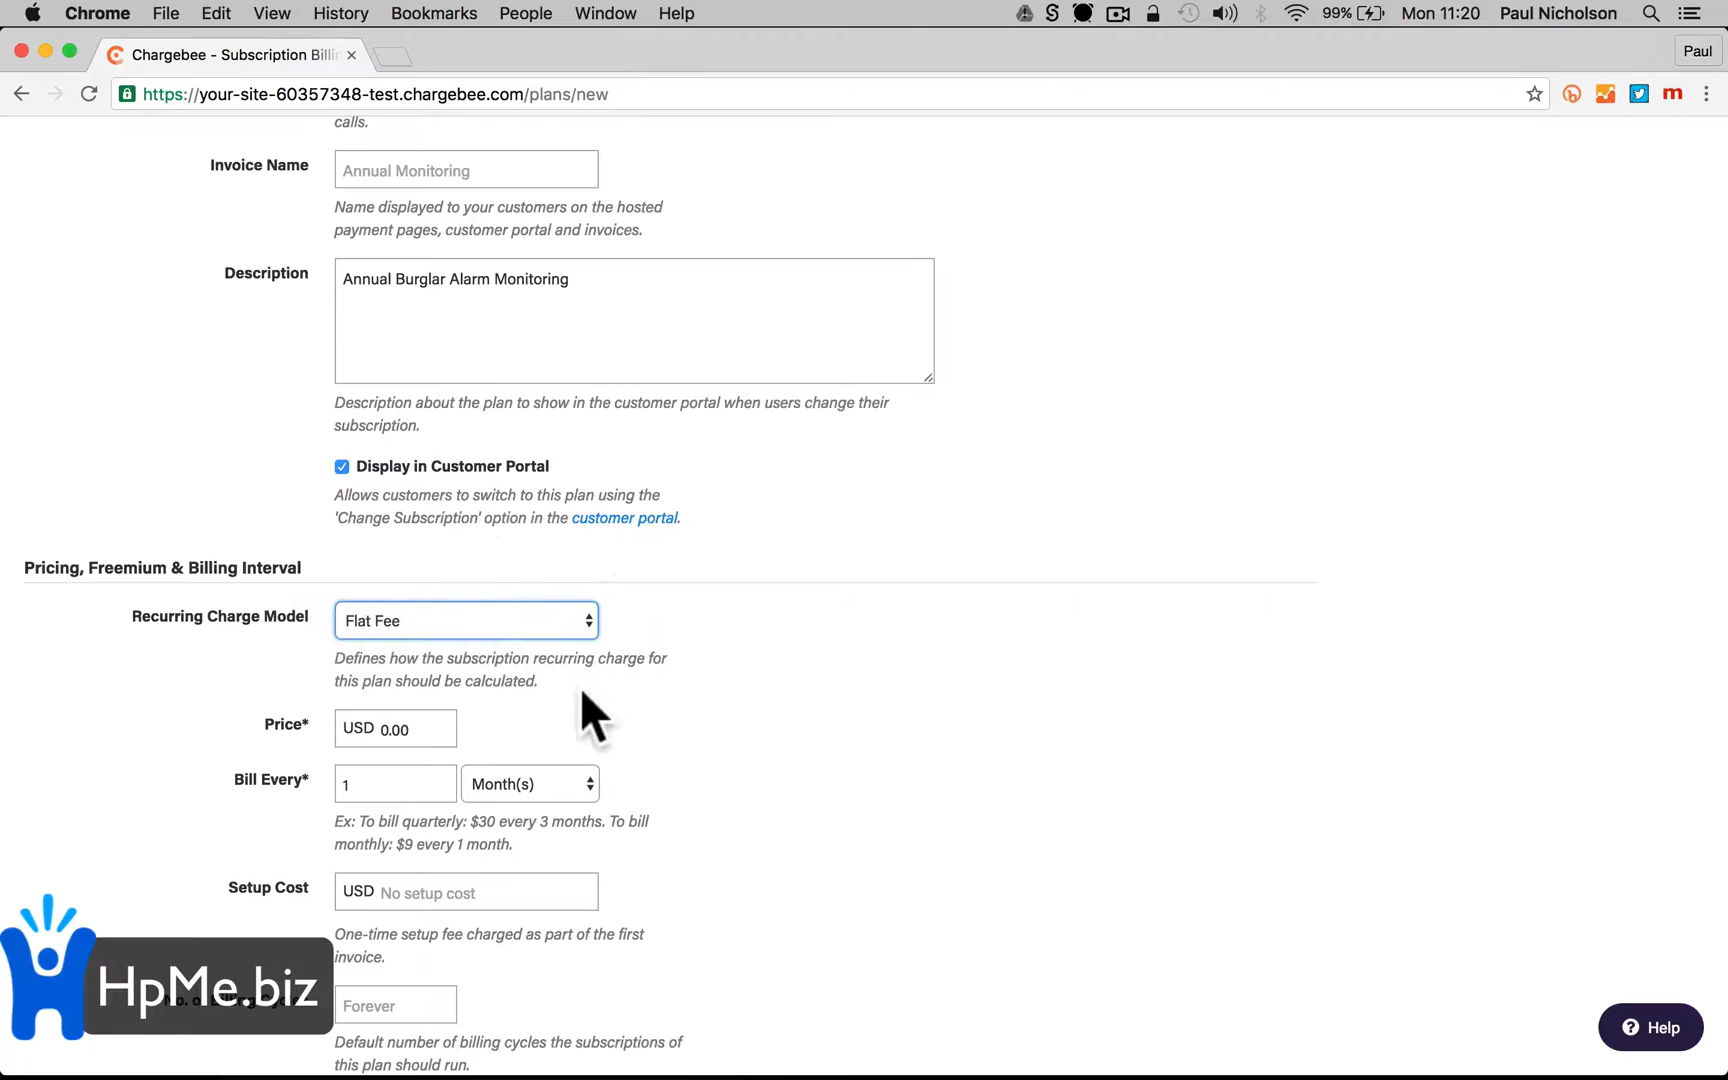 Chrome File Edit View History Bookmarks People Window Help 99% Mon 11:20 Paul Nicholson
Chargebee - Subscription Billin
Paul
https://your-site-60357348-test.chargebee.com/plans/new
calls.
Invoice Name
Annual Monitoring
Name displayed to your customers on the hosted
payment pages, customer portal and invoices.
Description
Annual Burglar Alarm Monitoring
Description about the plan to show in the customer portal when users change their
subscription.
Display in Customer Portal
Allows customers to switch to this plan using the
'Change Subscription' option in the customer portal.
Pricing, Freemium & Billing Interval
Recurring Charge Model
Flat Fee
Defines how the subscription recurring charge for
this plan should be calculated.
Price*
USD 0.00
Bill Every*
1
Month(s)
Ex: To bill quarterly: $30 every 3 months. To bill
monthly: $9 every 1 month.
Setup Cost
USD No setup cost
One-time setup fee charged as part of the first
invoice.
HpMe.biz
Forever
Default number of billing cycles the subscriptions of
this plan should run.
Help